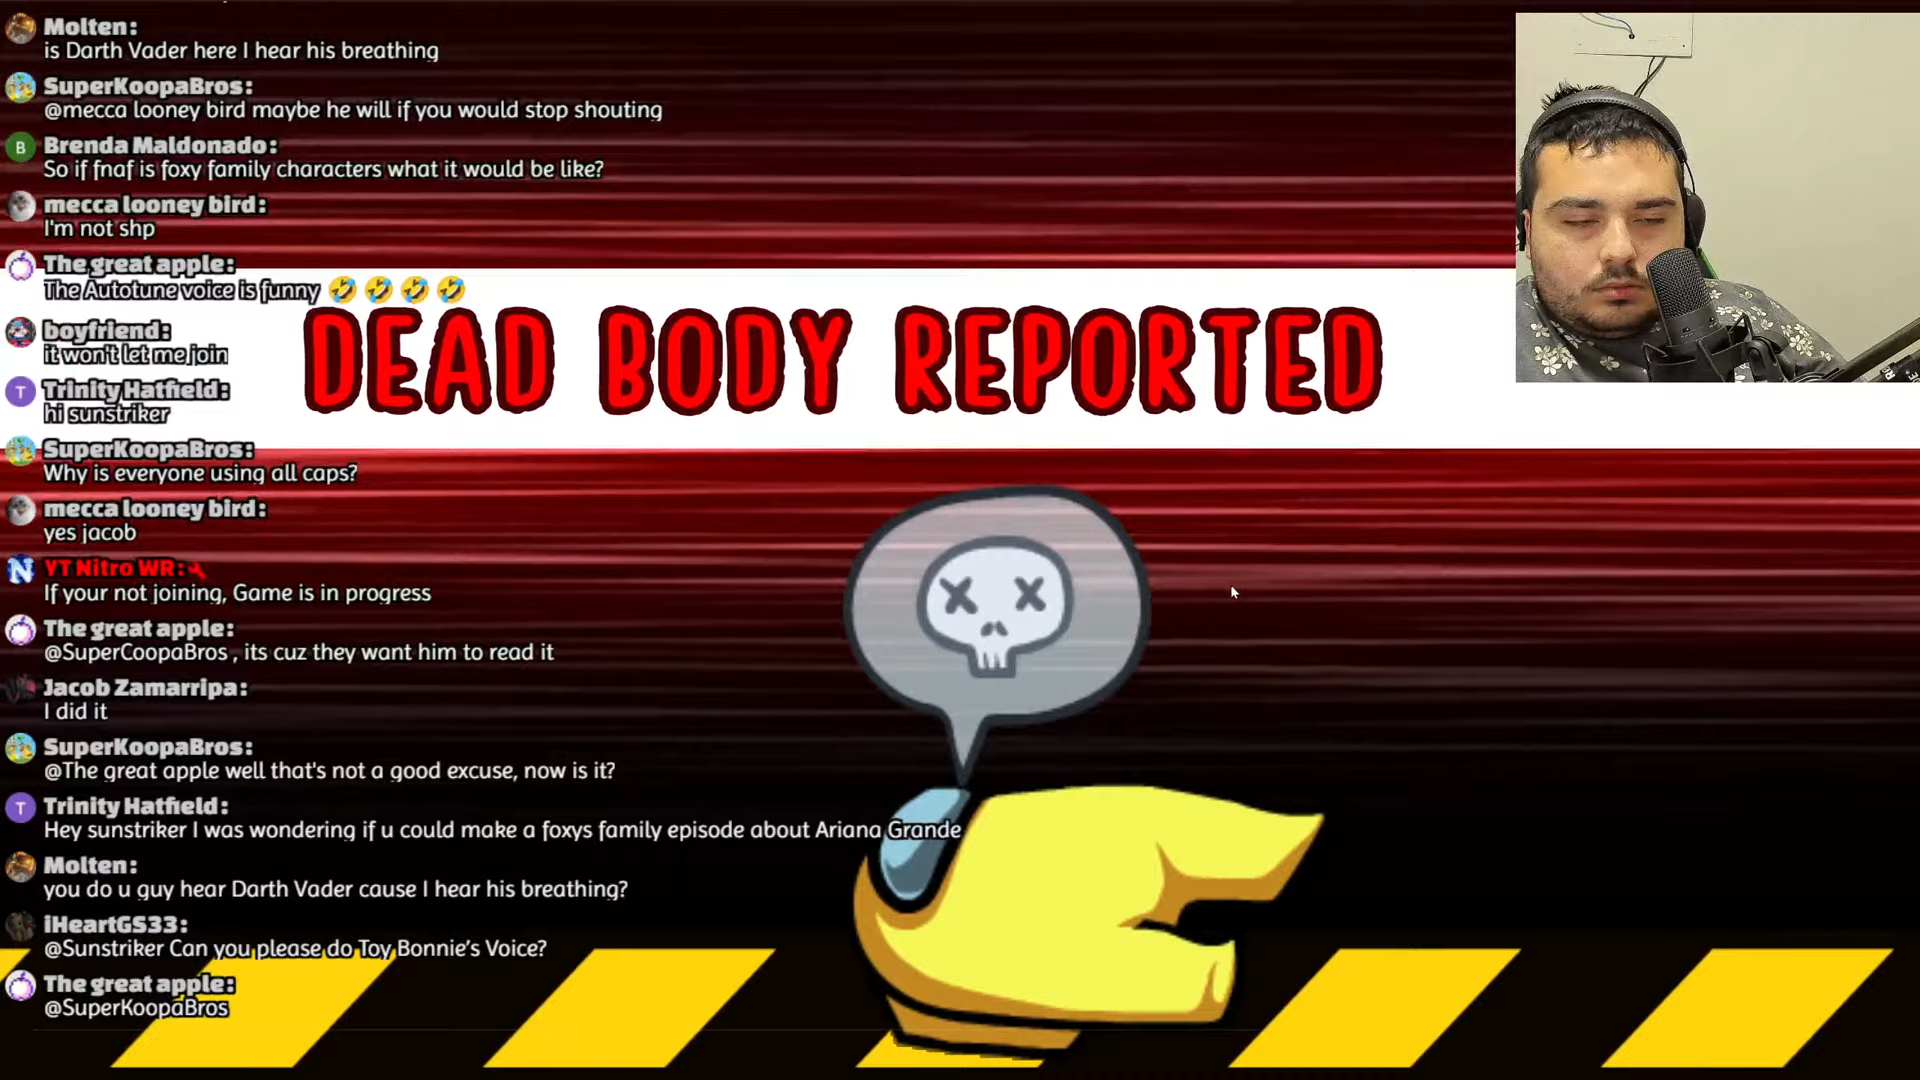 Molten:
is Darth Vader here I hear his breathing
SuperKoopaBros:
@mecca looney bird maybe he will if you would stop shouting
B
Brenda Maldonado:
So if fnaf is foxy family characters what it would be like?
mecca looney bird:
I'm not shp
The great apple:
The Autotune voice is funny 🤣 🤣 🤣 🤣
boyfriend:
it won't let me join
DEAD BODY REPORTED
T
Trinity Hatfield:
hi sunstriker
SuperKoopaBros:
Why is everyone using all caps?
mecca looney bird:
yes jacob
N
YT Nitro WR:
If your not joining, Game is in progress
The great apple:
@SuperCoopaBros , its cuz they want him to read it
Jacob Zamarripa:
I did it
SuperKoopaBros:
@The great apple well that's not a good excuse, now is it?
T
Trinity Hatfield:
Hey sunstriker I was wondering if u could make a foxys family episode about Ariana Grande
Molten:
you do u guy hear Darth Vader cause I hear his breathing?
iHeartGS33:
@Sunstriker Can you please do Toy Bonnie's Voice?
The great apple:
@SuperKoopaBros